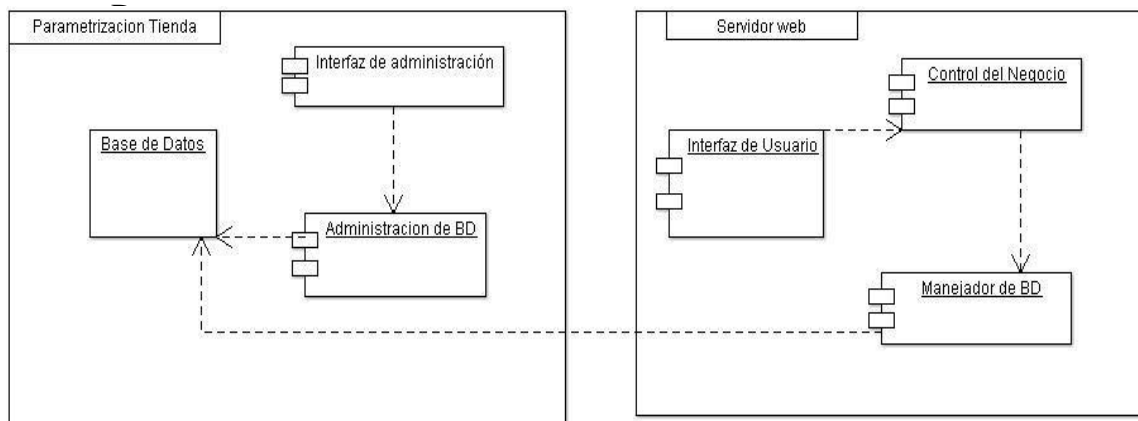 Parametrizacion Tienda
Interfaz de administración
Base de Datos
Administracion de BD
Servidor web
Control del Negocio
Interfaz de Usuario
Manejador de BD